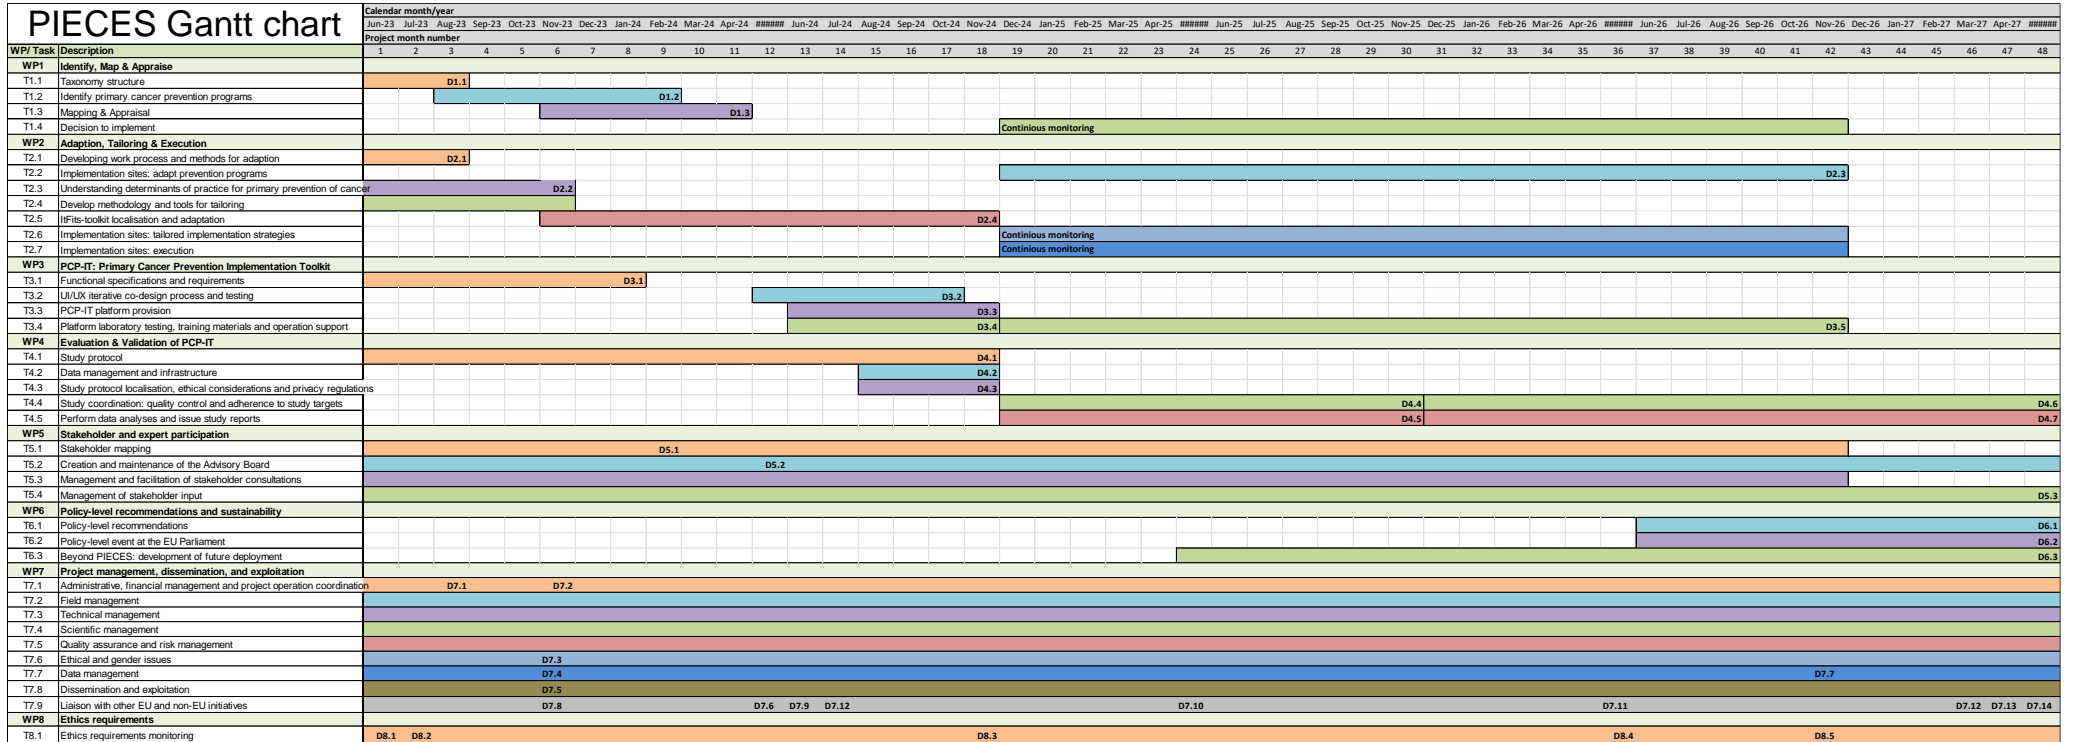 PIECES Gantt chart
Calendar month/year
Jun-23 Jul-23 Aug-23 Sep-23 Oct-23 Nov-23 Dec-23 Jan-24 Feb-24 Mar-24 Apr-24 ###### Jun-24 Jul-24 Aug-24 Sep-24 Oct-24 Nov-24 Dec-24 Jan-25 Feb-25 Mar-25 Apr-25 ###### Jun-25 Jul-25 Aug-25 Sep-25 Oct-25 Nov-25 Dec-25 Jan-26 Feb-26 Mar-26 Apr-26 ###### Jun-26 Jul-26 Aug-26 Sep-26 Oct-26 Nov-26 Dec-26 Jan-27 Feb-27 Mar-27 Apr-27 ######
Project month number
WP/ Task Description 1 2 3 4 5 6 7 8 9 10 11 12 13 14 15 16 17 18 19 20 21 22 23 24 25 26 27 28 29 30 31 32 33 34 35 36 37 38 39 40 41 42 43 44 45 46 47 48
WP1 Identify, Map & Appraise
T1.1 Taxonomy structure D1.1
T1.2 Identify primary cancer prevention programs D1.2
T1.3 Mapping & Appraisal D1.3
T1.4 Decision to implement Continious monitoring
WP2 Adaption, Tailoring & Execution
T2.1 Developing work process and methods for adaption D2.1
T2.2 Implementation sites: adapt prevention programs D2.3
T2.3 Understanding determinants of practice for primary prevention of cancer D2.2
T2.4 Develop methodology and tools for tailoring
T2.5 ItFits-toolkit localisation and adaptation D2.4
T2.6 Implementation sites: tailored implementation strategies Continious monitoring
T2.7 Implementation sites: execution Continious monitoring
WP3 PCP-IT: Primary Cancer Prevention Implementation Toolkit
T3.1 Functional specifications and requirements D3.1
T3.2 UI/UX iterative co-design process and testing D3.2
T3.3 PCP-IT platform provision D3.3
T3.4 Platform laboratory testing, training materials and operation support D3.4 D3.5
WP4 Evaluation & Validation of PCP-IT
T4.1 Study protocol D4.1
T4.2 Data management and infrastructure D4.2
T4.3 Study protocol localisation, ethical considerations and privacy regulations D4.3
T4.4 Study coordination: quality control and adherence to study targets D4.4 D4.6
T4.5 Perform data analyses and issue study reports D4.5 D4.7
WP5 Stakeholder and expert participation
T5.1 Stakeholder mapping D5.1
T5.2 Creation and maintenance of the Advisory Board D5.2
T5.3 Management and facilitation of stakeholder consultations
T5.4 Management of stakeholder input D5.3
WP6 Policy-level recommendations and sustainability
T6.1 Policy-level recommendations D6.1
T6.2 Policy-level event at the EU Parliament D6.2
T6.3 Beyond PIECES: development of future deployment D6.3
WP7 Project management, dissemination, and exploitation
T7.1 Administrative, financial management and project operation coordination D7.1 D7.2
T7.2 Field management
T7.3 Technical management
T7.4 Scientific management
T7.5 Quality assurance and risk management
T7.6 Ethical and gender issues D7.3
T7.7 Data management D7.4 D7.7
T7.8 Dissemination and exploitation D7.5
T7.9 Liaison with other EU and non-EU initiatives D7.8 D7.6 D7.9 D7.12 D7.10 D7.11 D7.12 D7.13 D7.14
WP8 Ethics requirements
T8.1 Ethics requirements monitoring D8.1 D8.2 D8.3 D8.4 D8.5